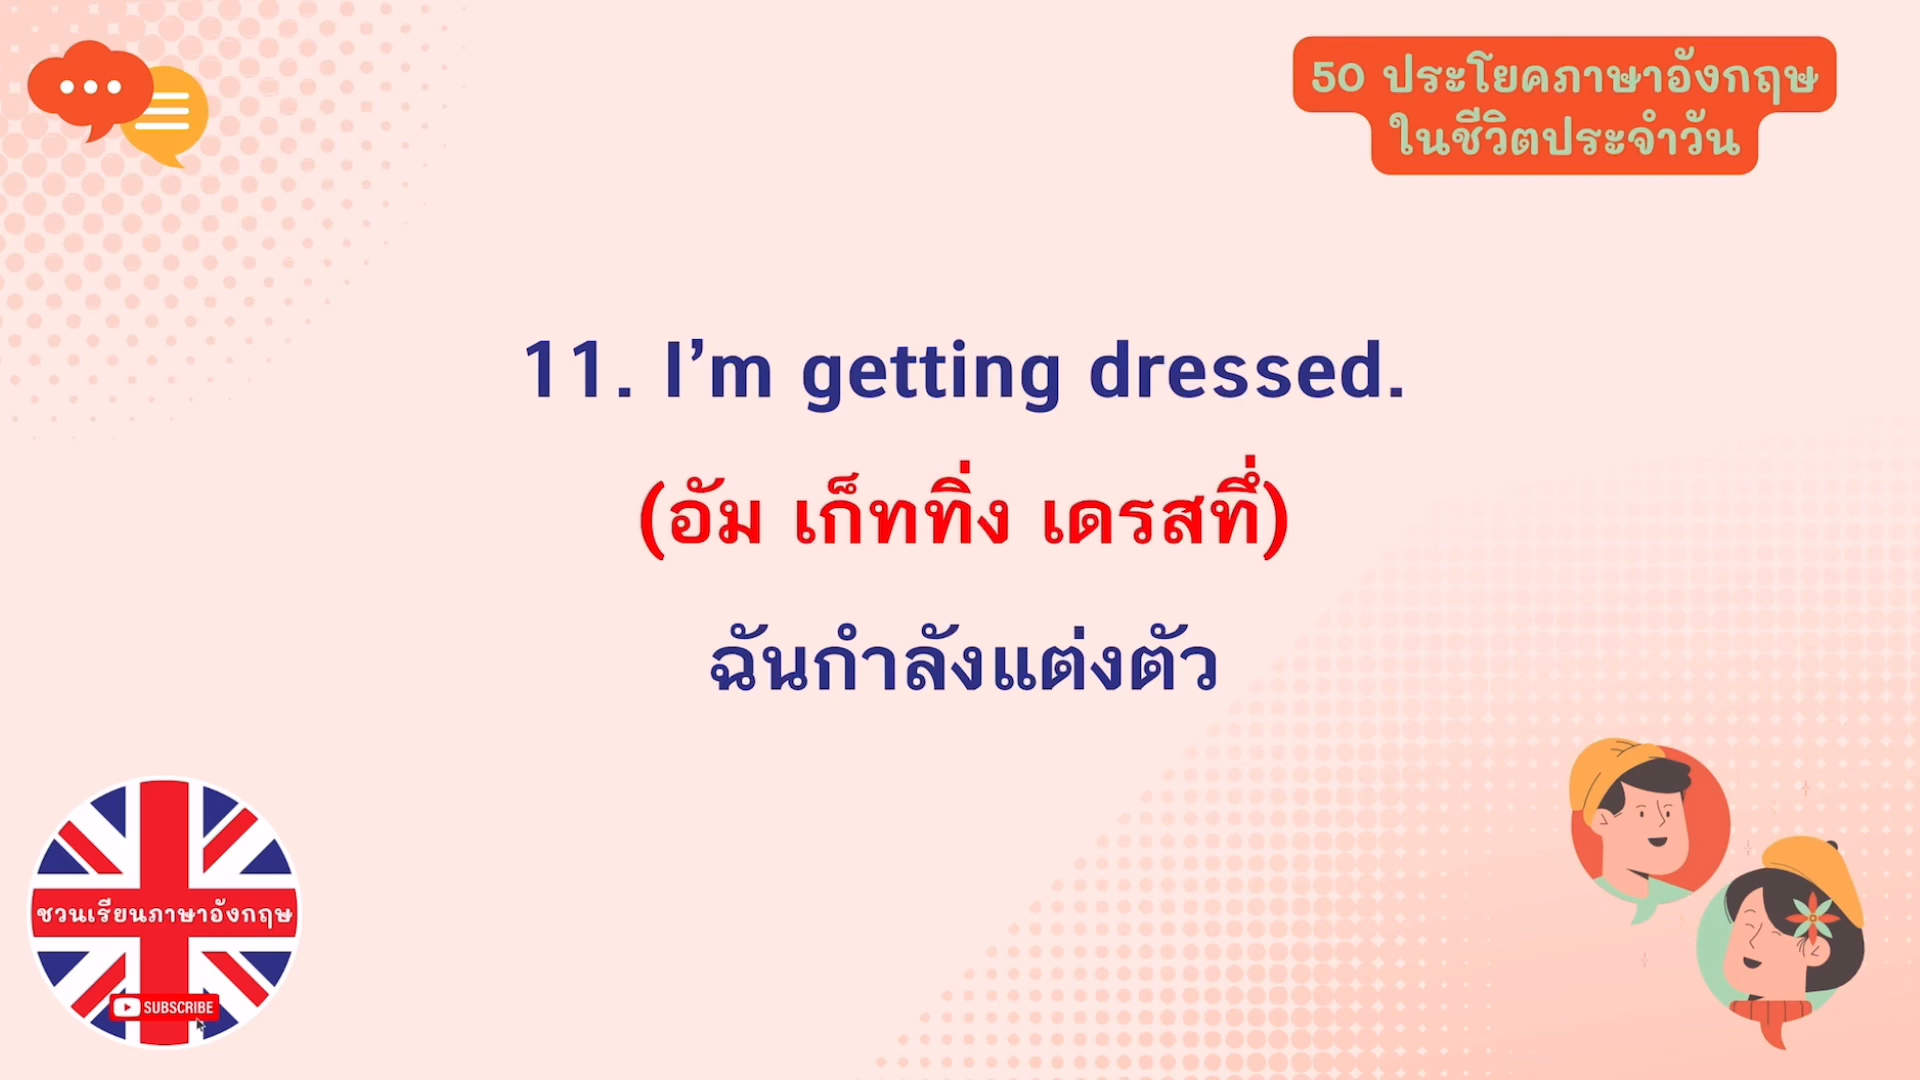 50 ประโยคภาษาอังกฤษ
ในชีวิตประจำวัน
11. I’m getting dressed.
(อัม เก็ททิ่ง เดรสทึ่)
ฉันกำลังแต่งตัว
ชวนเรียนภาษาอังกฤษ
SUBSCRIBE